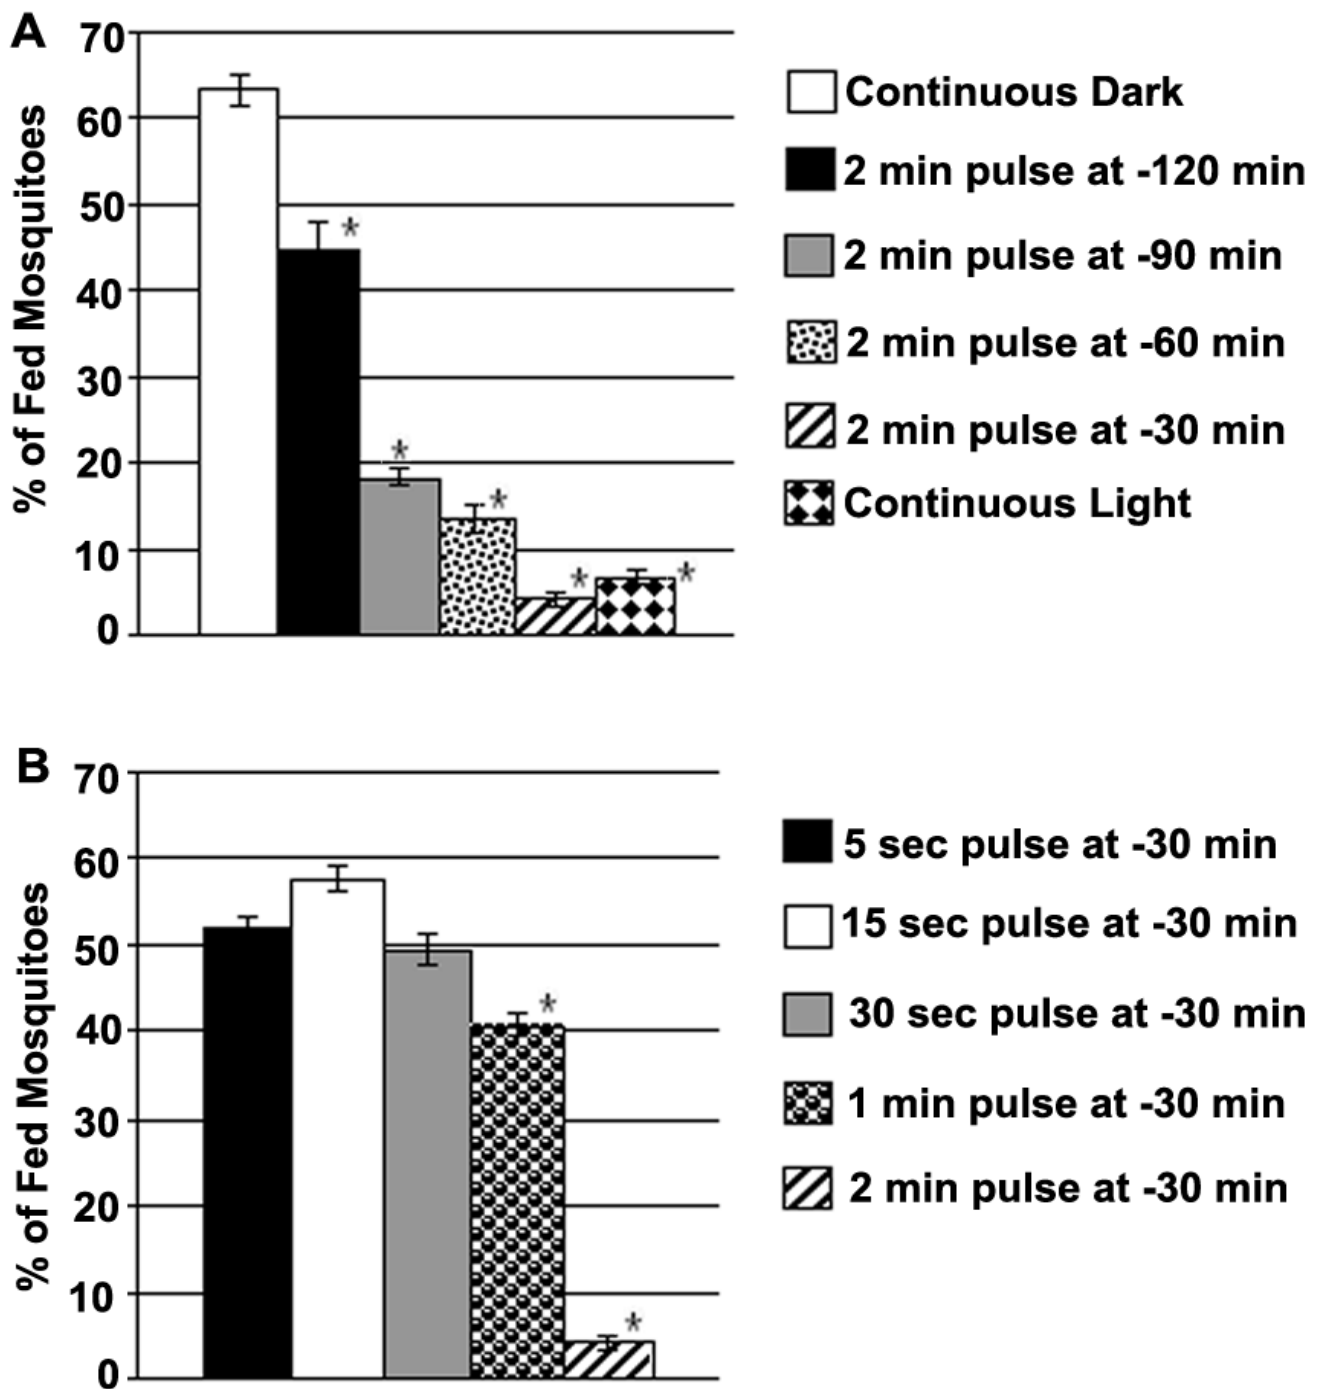 A
70
60
50
40
30
20
10
0
% of Fed Mosquitoes
*
*
*
*
*
Continuous Dark
2 min pulse at -120 min
2 min pulse at -90 min
2 min pulse at -60 min
2 min pulse at -30 min
Continuous Light
B
70
60
50
40
30
20
10
0
% of Fed Mosquitoes
*
*
5 sec pulse at -30 min
15 sec pulse at -30 min
30 sec pulse at -30 min
1 min pulse at -30 min
2 min pulse at -30 min